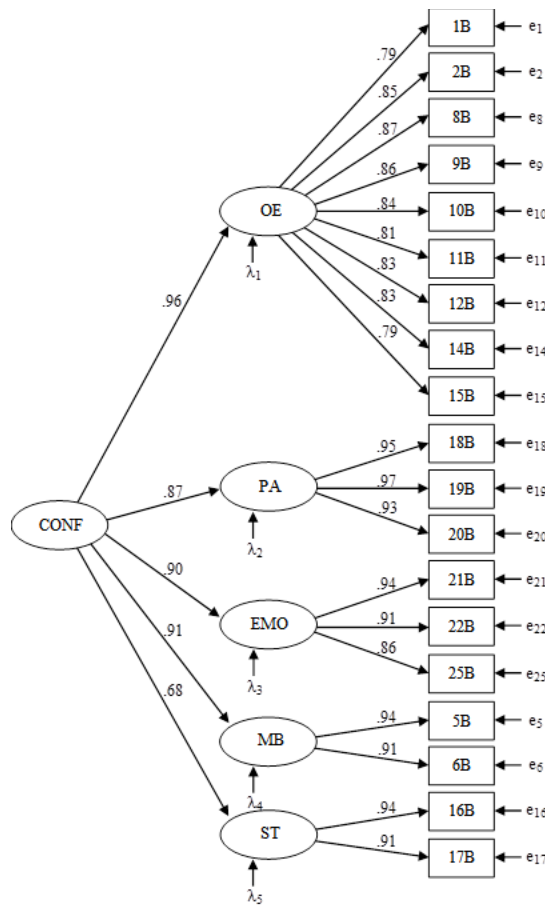 1B e1
.79
2B e2
.85
8B e8
.87
9B e9
.86
OE .84 10B e10
.81
11B e11
λ1
.83
12B e12
.83
14B e14
.79
15B e15
.96
18B e18
.95
PA .97 19B e19
.87
.93
20B e20
CONF
λ2
21B e21
.90
.94
EMO .91 22B e22
.91
.86
25B e25
λ3
.68
5B e5
.94
MB
.91
6B e6
λ4
16B e16
.94
ST
.91
17B e17
λ5